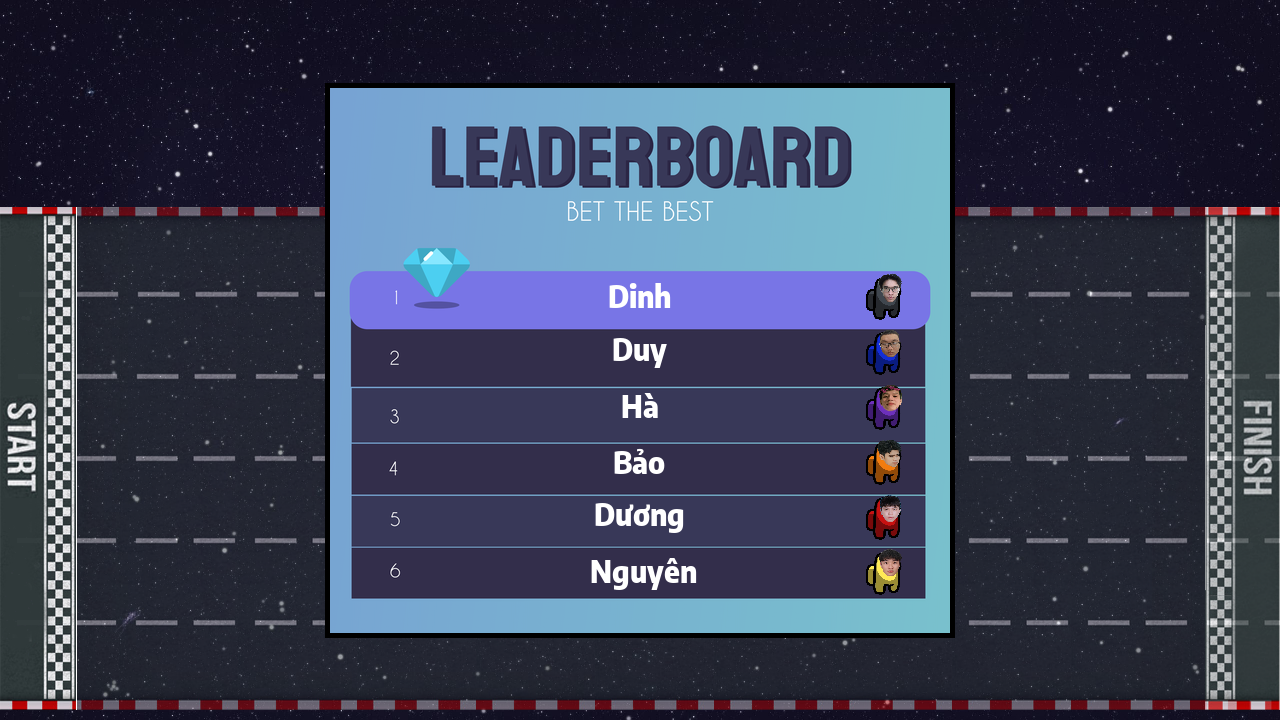 LEADERBOARD
BET THE BEST
1 Dinh
2 Duy
3 Hà
4 Bảo
5 Dương
6 Nguyên
START
FINISH